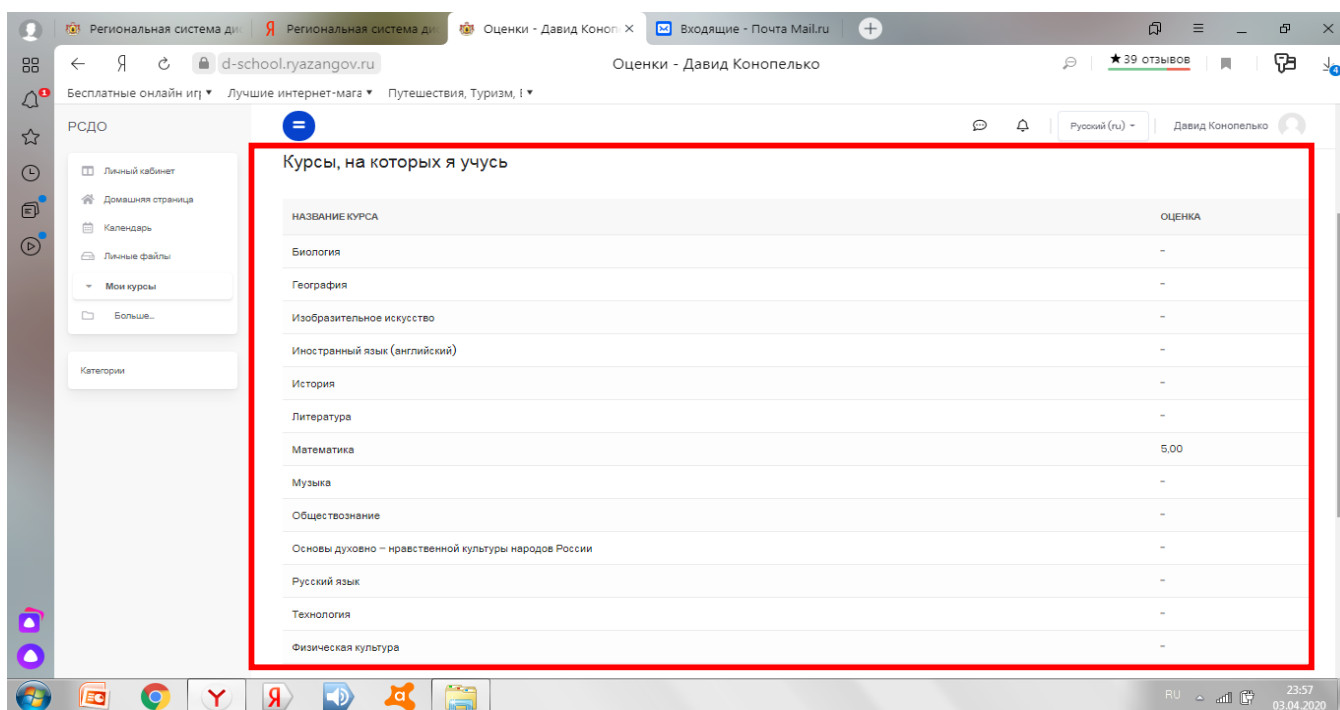 Региональная система ди
Региональная система ди
Оценки - Давид Коноп
Входящие - Почта Mail.ru
d-school.ryazangov.ru
Оценки - Давид Конопелько
★ 39 отзывов
4
1
Бесплатные онлайн игр
Лучшие интернет-мага
Путешествия, Туризм,
РСДО
Русский (ru)
Давид Конопелько
Личный кабинет
Домашняя страница
Календарь
Личные файлы
Мои курсы
Больше...
Категории
Курсы, на которых я учусь
НАЗВАНИЕ КУРСА ОЦЕНКА
Биология -
География -
Изобразительное искусство -
Иностранный язык (английский) -
История -
Литература -
Математика 5,00
Музыка -
Обществознание -
Основы духовно – нравственной культуры народов России -
Русский язык -
Технология -
Физическая культура -
RU
23:57
03.04.2020